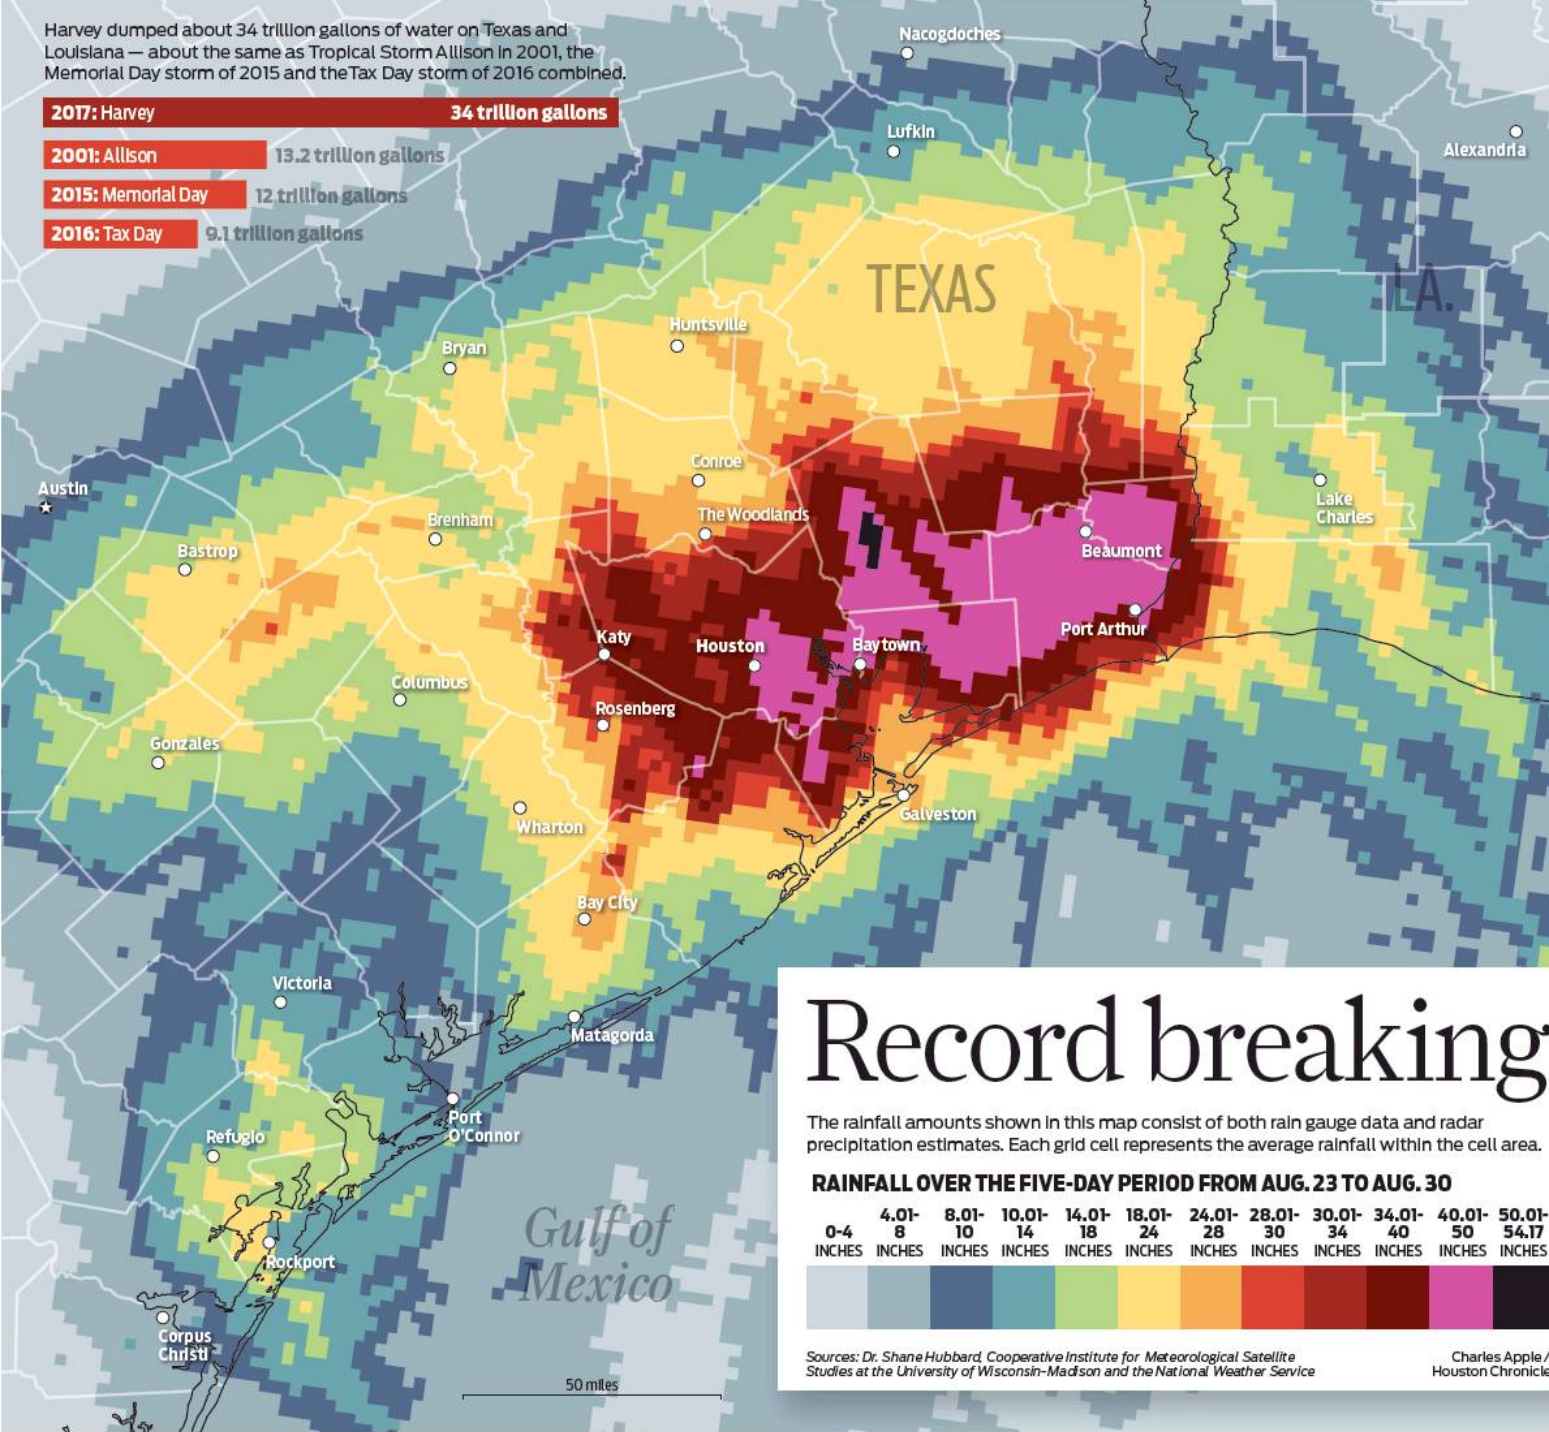 Harvey dumped about 34 trillion gallons of water on Texas and
Louisiana — about the same as Tropical Storm Allison in 2001, the
Memorial Day storm of 2015 and the Tax Day storm of 2016 combined.
2017: Harvey 34 trillion gallons
2001: Allison 13.2 trillion gallons
2015: Memorial Day 12 trillion gallons
2016: Tax Day 9.1 trillion gallons
Nacogdoches
Lufkin
Alexandria
TEXAS
LA.
Huntsville
Bryan
Conroe
Austin
The Woodlands
Lake
Charles
Brenham
Bastrop
Beaumont
Katy
Houston
Baytown
Port Arthur
Columbus
Rosenberg
Gonzales
Galveston
Wharton
Bay City
Victoria
Matagorda
Port
O'Connor
Refugio
Rockport
Gulf of
Mexico
Corpus
Christi
50 miles
Record breaking
The rainfall amounts shown in this map consist of both rain gauge data and radar
precipitation estimates. Each grid cell represents the average rainfall within the cell area.
RAINFALL OVER THE FIVE-DAY PERIOD FROM AUG. 23 TO AUG. 30
4.01- 8.01- 10.01- 14.01- 18.01- 24.01- 28.01- 30.01- 34.01- 40.01- 50.01-
0-4 8 10 14 18 24 28 30 34 40 50 54.17
INCHES INCHES INCHES INCHES INCHES INCHES INCHES INCHES INCHES INCHES INCHES INCHES
Sources: Dr. Shane Hubbard, Cooperative Institute for Meteorological Satellite
Studies at the University of Wisconsin-Madison and the National Weather Service
Charles Apple /
Houston Chronicle